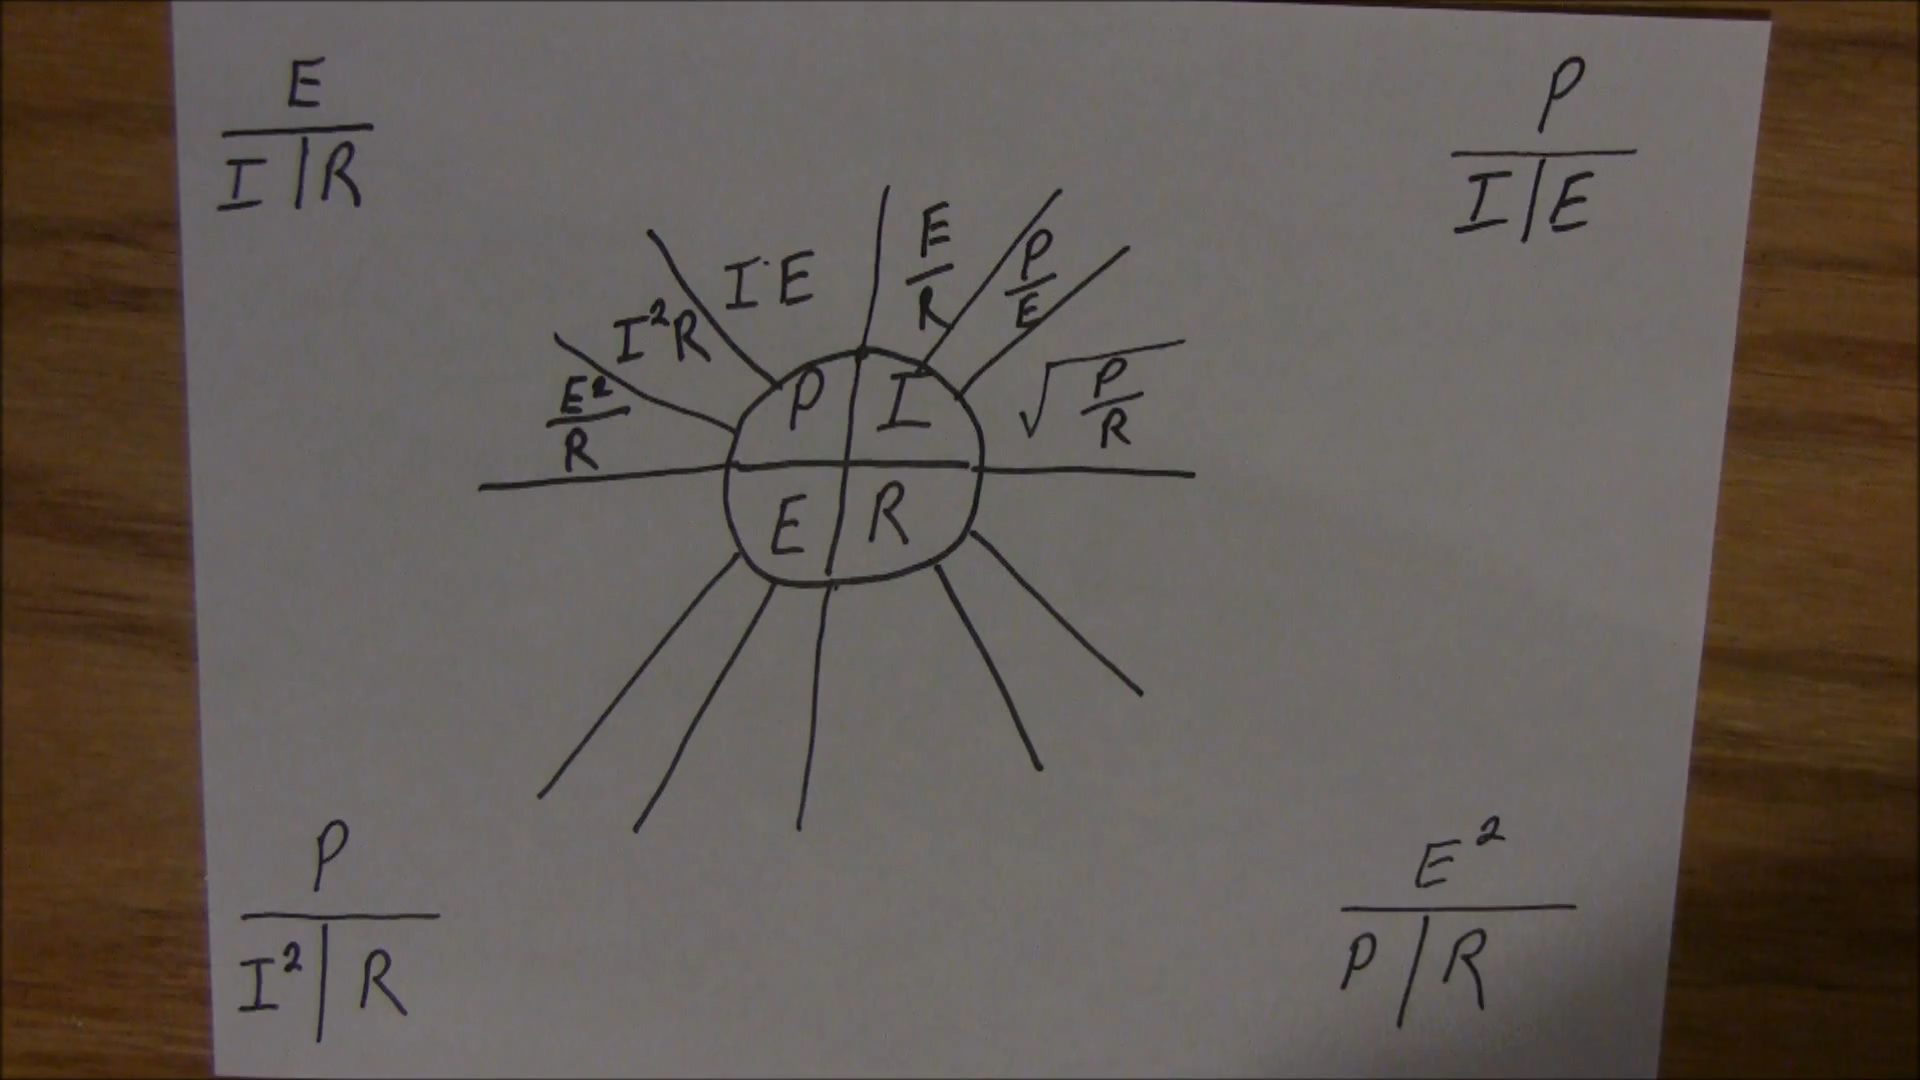 E
I | R
P
I | E
E²/R
I²R
I·E
E/R
P/E
√(P/R)
P
I
E
R
P
I² | R
E²
P | R